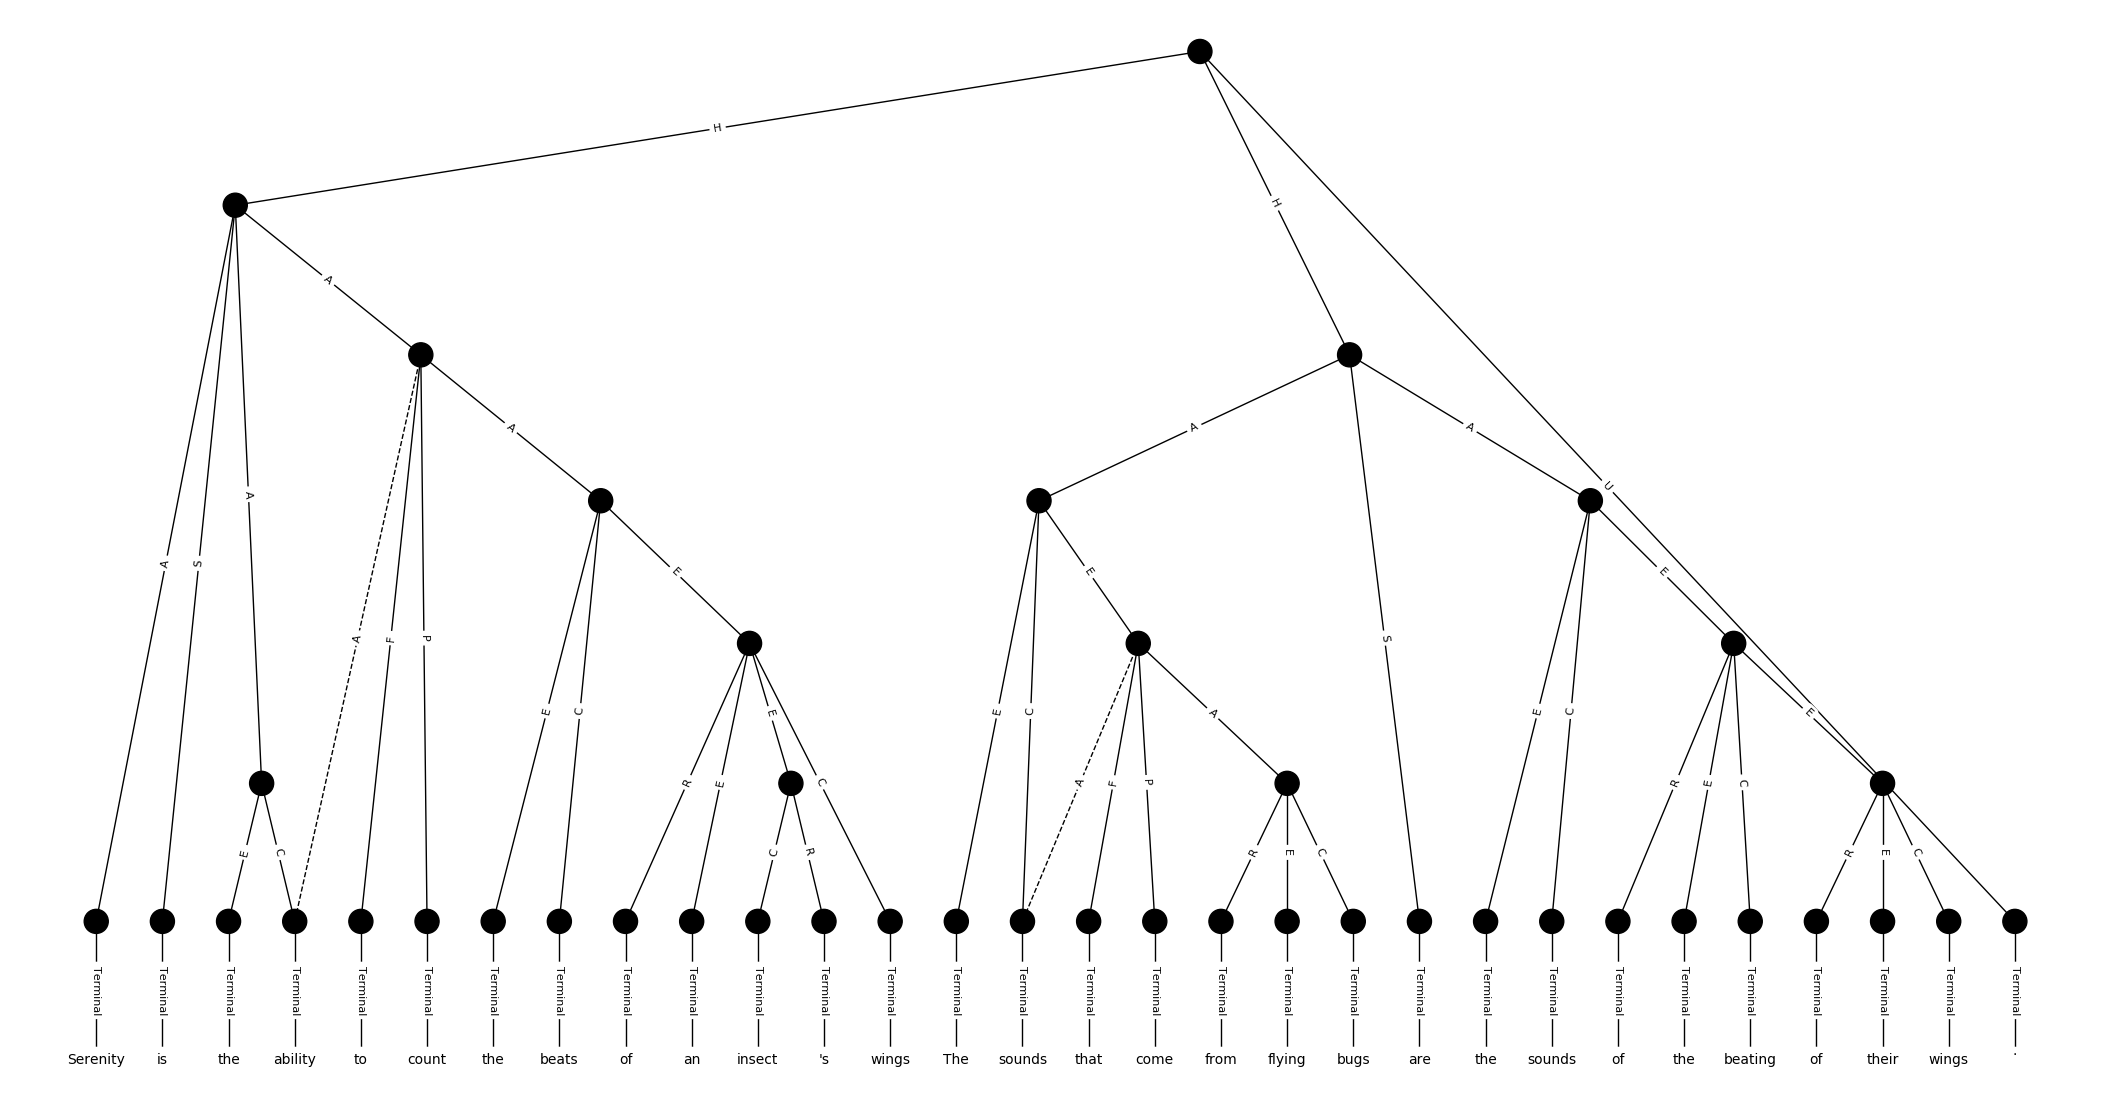 H
H
A
A
A
A
U
A
S
A
E
E
E
A
F
P
S
E
C
E
E
C
A
E
C
E
R
E
C
A
F
P
R
E
C
E
C
C
R
R
E
C
R
E
C
Terminal Terminal Terminal Terminal Terminal Terminal Terminal Terminal Terminal Terminal Terminal Terminal Terminal Terminal Terminal Terminal Terminal Terminal Terminal Terminal Terminal Terminal Terminal Terminal Terminal Terminal Terminal Terminal Terminal Terminal
Serenity is the ability to count the beats of an insect 's wings The sounds that come from flying bugs are the sounds of the beating of their wings .